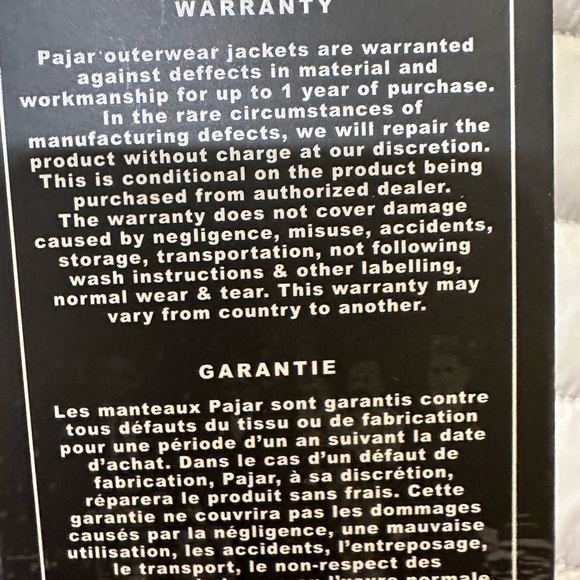 WARRANTY
Pajar outerwear jackets are warranted
against deffects in material and
workmanship for up to 1 year of purchase.
In the rare circumstances of
manufacturing defects, we will repair the
product without charge at our discretion.
This is conditional on the product being
purchased from authorized dealer.
The warranty does not cover damage
caused by negligence, misuse, accidents,
storage, transportation, not following
wash instructions & other labelling,
normal wear & tear. This warranty may
vary from country to another.
GARANTIE
Les manteaux Pajar sont garantis contre
tous défauts du tissu ou de fabrication
pour une période d'un an suivant la date
d'achat. Dans le cas d'un défaut de
fabrication, Pajar, à sa discrétion,
réparera le produit sans frais. Cette
garantie ne couvrira pas les dommages
causés par la négligence, une mauvaise
utilisation, les accidents, l'entreposage,
le transport, le non-respect des
l'usure normale